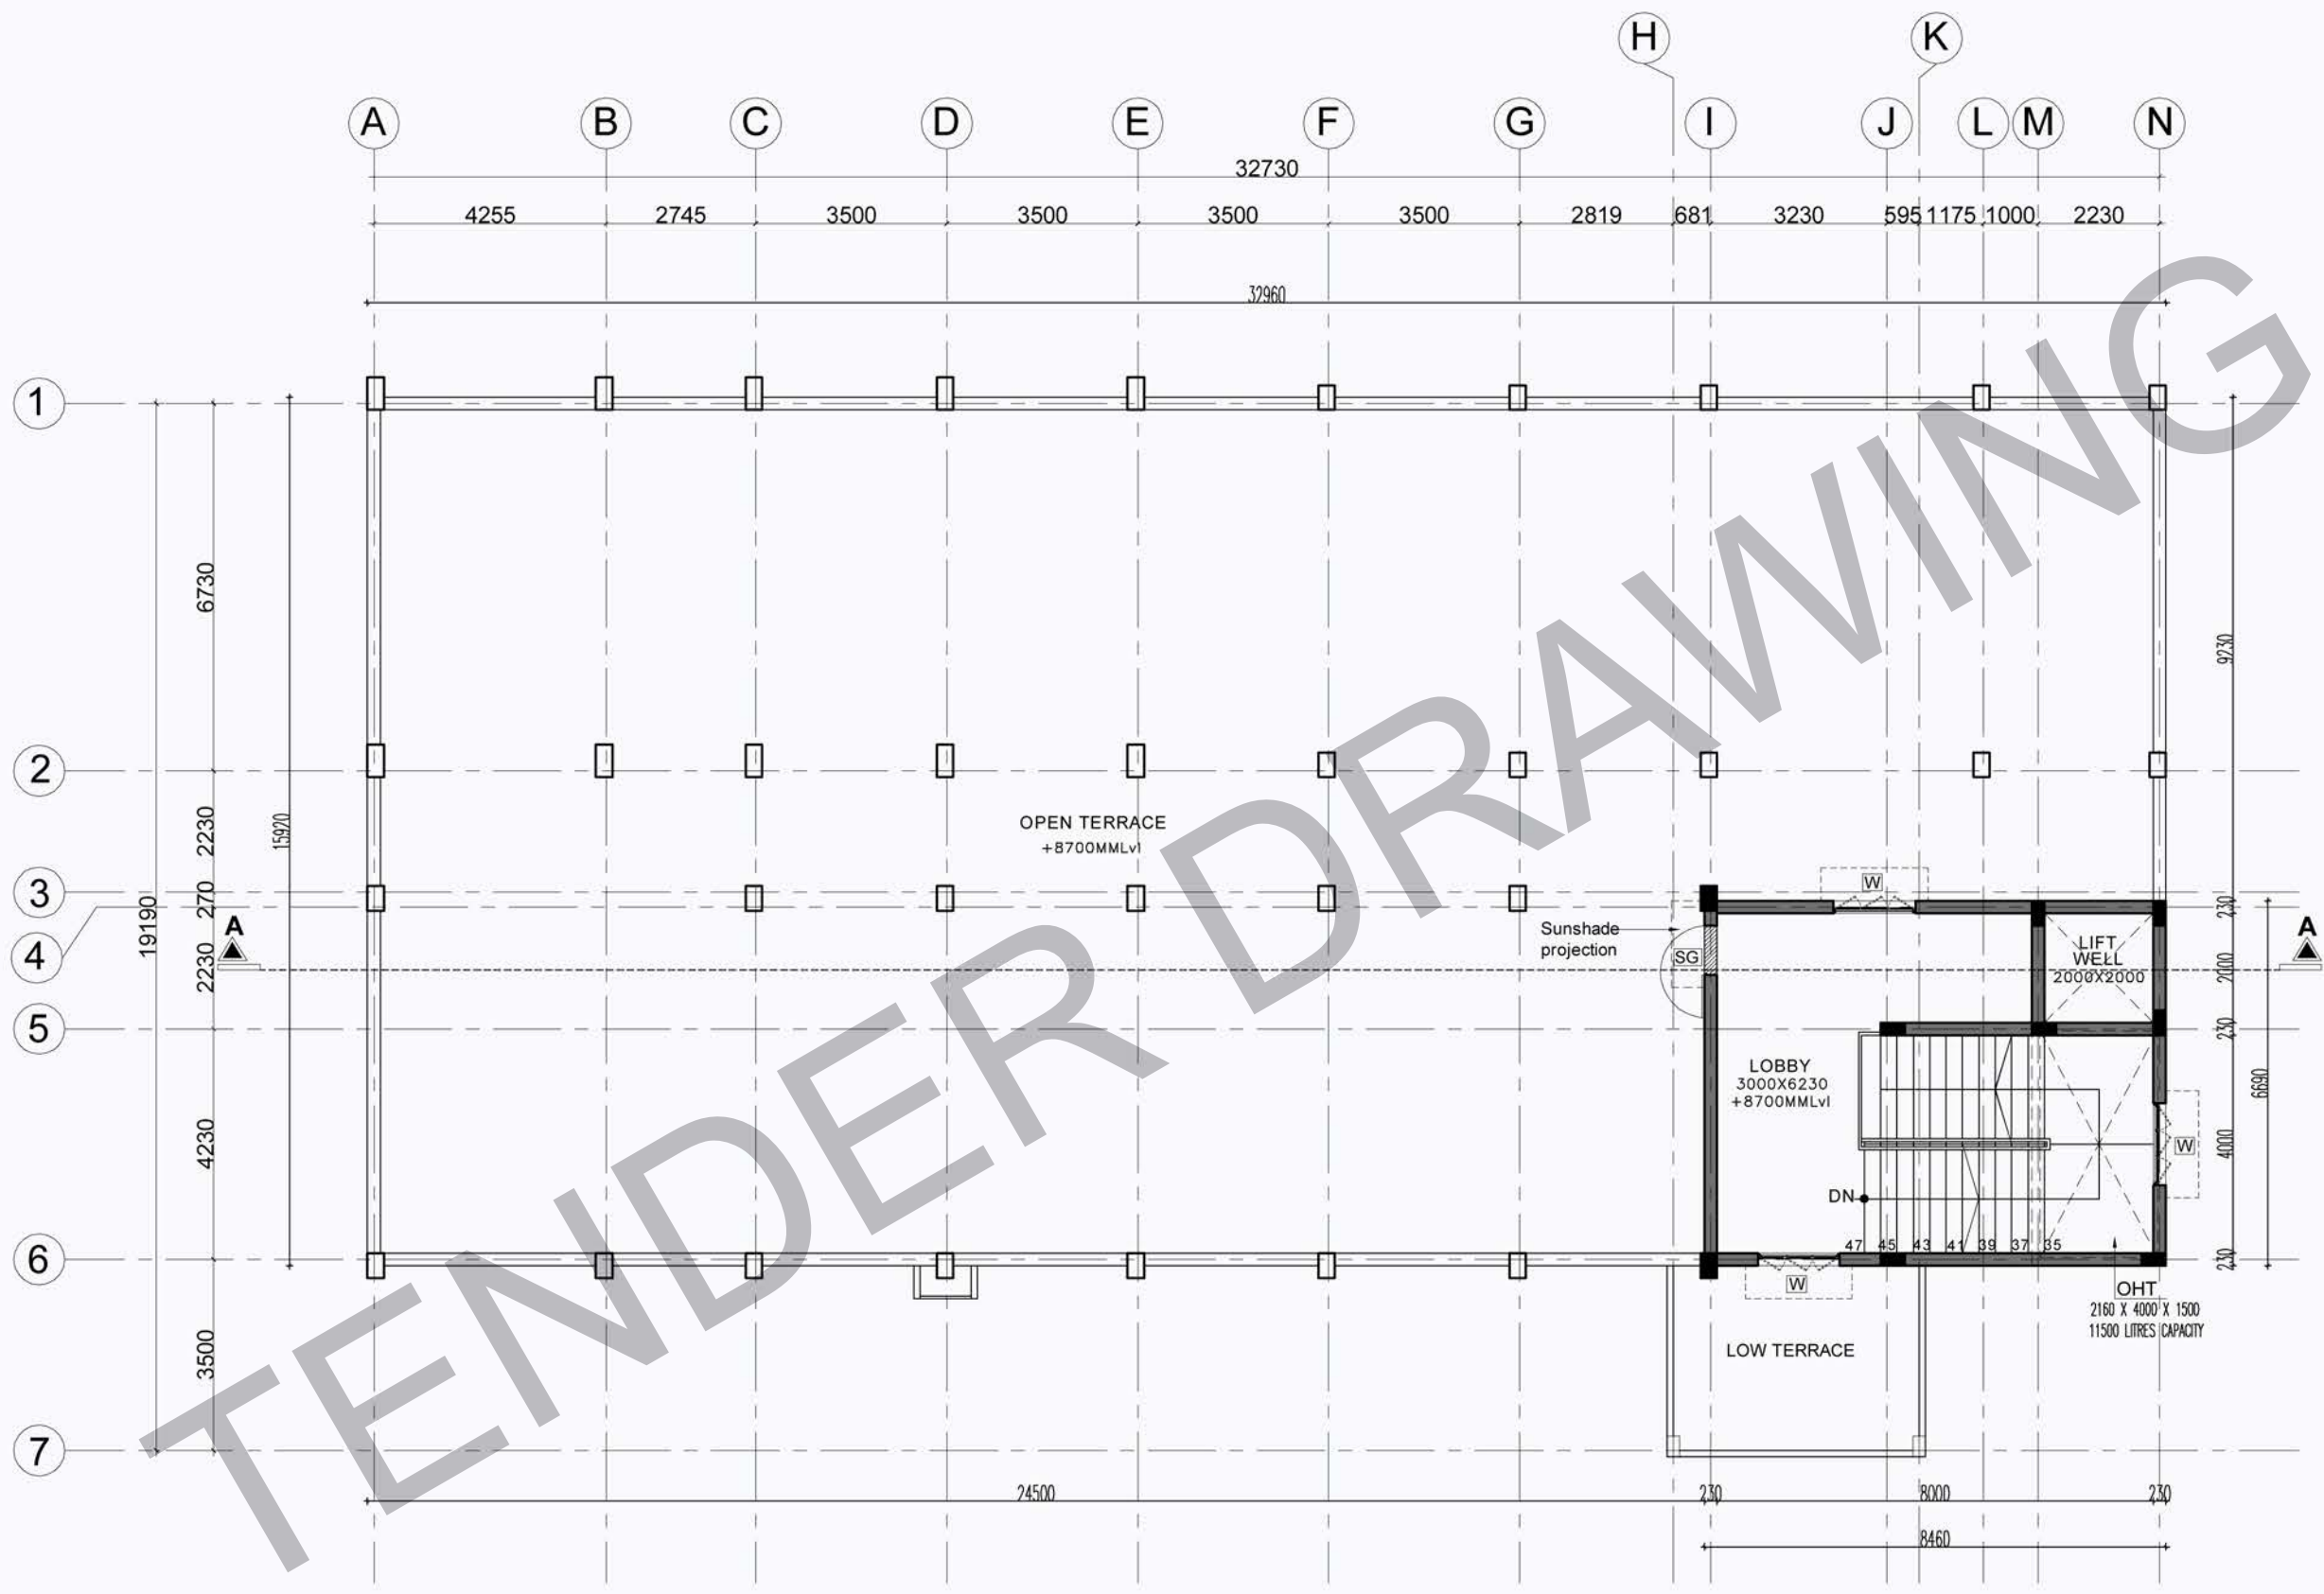 H K
A B C D E F G I J L M N
32730
4255 2745 3500 3500 3500 3500 2819 681 3230 595 1175 1000 2230
32960
1
6730
9230
2
2230
15920
OPEN TERRACE
+8700MMLvl
3
270
19190
4
2230
A
Sunshade
projection
SG
W
230
LIFT
WELL
2000X2000
2000
A
5
230
LOBBY
3000X6230
+8700MMLvl
6690
4230
4000
W
DN
47 45 43 41 39 37 35
6
230
W
OHT
2160 X 4000 X 1500
11500 LITRES CAPACITY
LOW TERRACE
3500
7
24500 230 8000 230
8460
TENDER DRAWING